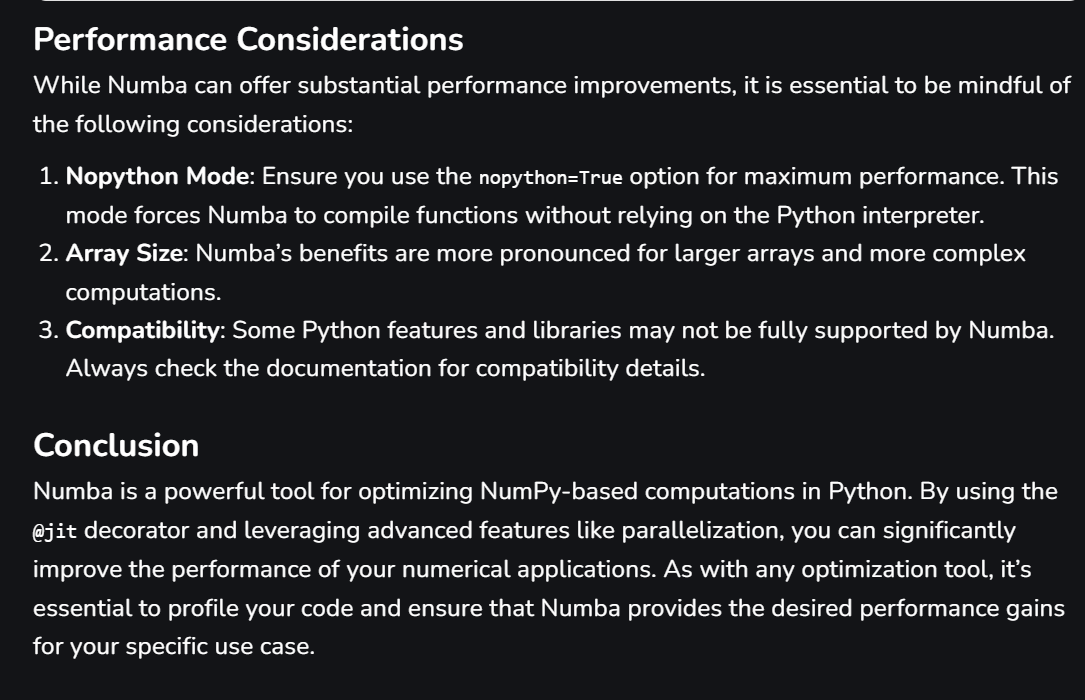 Performance Considerations
While Numba can offer substantial performance improvements, it is essential to be mindful of
the following considerations:
1. Nopython Mode: Ensure you use the nopython=True option for maximum performance. This
mode forces Numba to compile functions without relying on the Python interpreter.
2. Array Size: Numba’s benefits are more pronounced for larger arrays and more complex
computations.
3. Compatibility: Some Python features and libraries may not be fully supported by Numba.
Always check the documentation for compatibility details.
Conclusion
Numba is a powerful tool for optimizing NumPy-based computations in Python. By using the
@jit decorator and leveraging advanced features like parallelization, you can significantly
improve the performance of your numerical applications. As with any optimization tool, it’s
essential to profile your code and ensure that Numba provides the desired performance gains
for your specific use case.